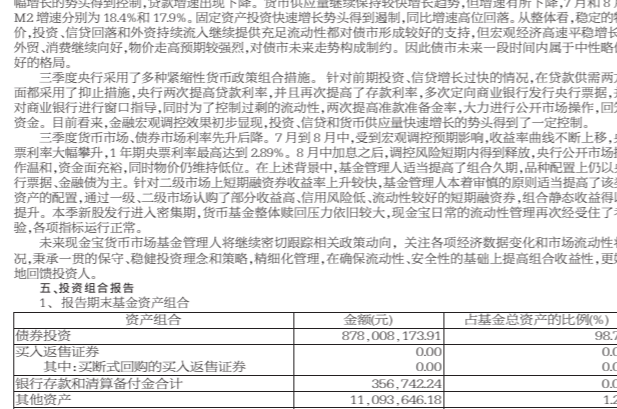 幅增长的势头得到控制,贷款增速出现下降。货币供应量继续保持较快增长趋势,但增速有所下降,7月和8月
M2增速分别为18.4%和17.9%。固定资产投资快速增长势头得到遏制,同比增速高位回落。从整体看,稳定的物
价,投资、信贷回落和外资持续流入继续提供充足流动性都对债市形成较好的支持,但宏观经济高速平稳增长
外贸、消费继续向好,物价走高预期较强烈,对债市未来走势构成制约。因此债市未来一段时间内属于中性略偏
好的格局。
三季度央行采用了多种紧缩性货币政策组合措施。 针对前期投资、信贷增长过快的情况,在贷款供需两方
面都采用了抑止措施,央行两次提高贷款利率,并且再次提高了存款利率,多次定向商业银行发行央行票据,并
对商业银行进行窗口指导,同时为了控制过剩的流动性,两次提高准款准备金率,大力进行公开市场操作,回笼
资金。目前看来,金融宏观调控效果初步显现,投资、信贷和货币供应量快速增长的势头得到了一定控制。
三季度货币市场、债券市场利率先升后降。7月到8月中,受到宏观调控预期影响,收益率曲线不断上移,央
票利率大幅攀升,1年期央票利率最高达到2.89%。8月中加息之后,调控风险短期内得到释放,央行公开市场操
作温和,资金面充裕,同时物价仍维持低位。在上述背景中,基金管理人适当提高了组合久期,品种配置上仍以央
行票据、金融债为主。针对二级市场上短期融资券收益率上升较快,基金管理人本着审慎的原则适当提高了该类
资产的配置,通过一级、二级市场认购了部分收益高,信用风险低、流动性较好的短期融资券,组合静态收益得以
提升。本季新股发行进入密集期,货币基金整体赎回压力依旧较大,现金宝日常的流动性管理再次经受住了考
验,各项指标运行正常。
未来现金宝货币市场基金管理人将继续密切跟踪相关政策动向，关注各项经济数据变化和市场流动性状
况,秉承一贯的保守、稳健投资理念和策略,精细化管理,在确保流动性、安全性的基础上提高组合收益性,更好
地回馈投资人。
五、投资组合报告
1、报告期末基金资产组合
资产组合 金额(元) 占基金总资产的比例(%)
债券投资 878,008,173.91 98.7
买入返售证券 0.00 0.0
其中:买断式回购的买入返售证券 0.00 0.0
银行存款和清算备付金合计 356,742.24 0.0
其他资产 11,093,646.18 1.2